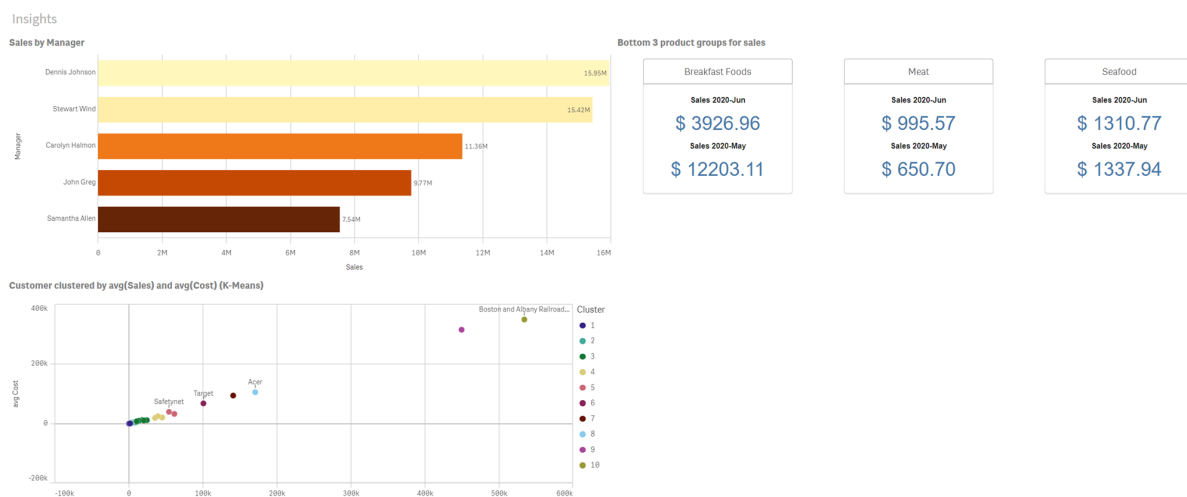 Insights
Sales by Manager
Dennis Johnson
15.95M
Stewart Wind
15.42M
Carolyn Halmon
11.36M
John Greg
9.77M
Samantha Allen
7.54M
Manager
0 2M 4M 6M 8M 10M 12M 14M 16M
Sales
Bottom 3 product groups for sales
Breakfast Foods
Sales 2020-Jun
$ 3926.96
Sales 2020-May
$ 12203.11
Meat
Sales 2020-Jun
$ 995.57
Sales 2020-May
$ 650.70
Seafood
Sales 2020-Jun
$ 1310.77
Sales 2020-May
$ 1337.94
Customer clustered by avg(Sales) and avg(Cost) (K-Means)
400k
200k
0
-200k
avg Cost
Boston and Albany Railroad...
Acer
Target
Safetynet
-100k 0 100k 200k 300k 400k 500k 600k
Cluster
1
2
3
4
5
6
7
8
9
10